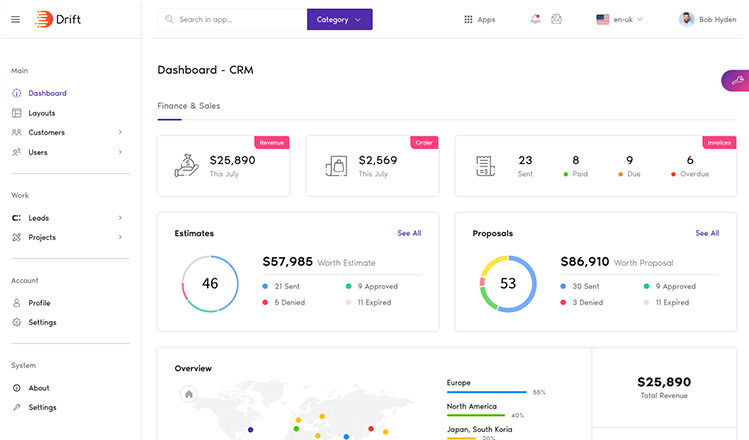 Drift
Search in app...
Category
Apps
en-uk
Bob Hyden
Main
Dashboard
Layouts
Customers
Users
Work
Leads
Projects
Account
Profile
Settings
System
About
Settings
Dashboard - CRM
Finance & Sales
Revenue
$25,890
This July
Order
$2,569
This July
Invoices
23
Sent
8
Paid
9
Due
6
Overdue
Estimates
See All
46
$57,985 Worth Estimate
21 Sent
9 Approved
5 Denied
11 Expired
Proposals
See All
53
$86,910 Worth Proposal
30 Sent
9 Approved
3 Denied
11 Expired
Overview
Europe
55%
North America
40%
Japan, South Koria
20%
$25,890
Total Revenue